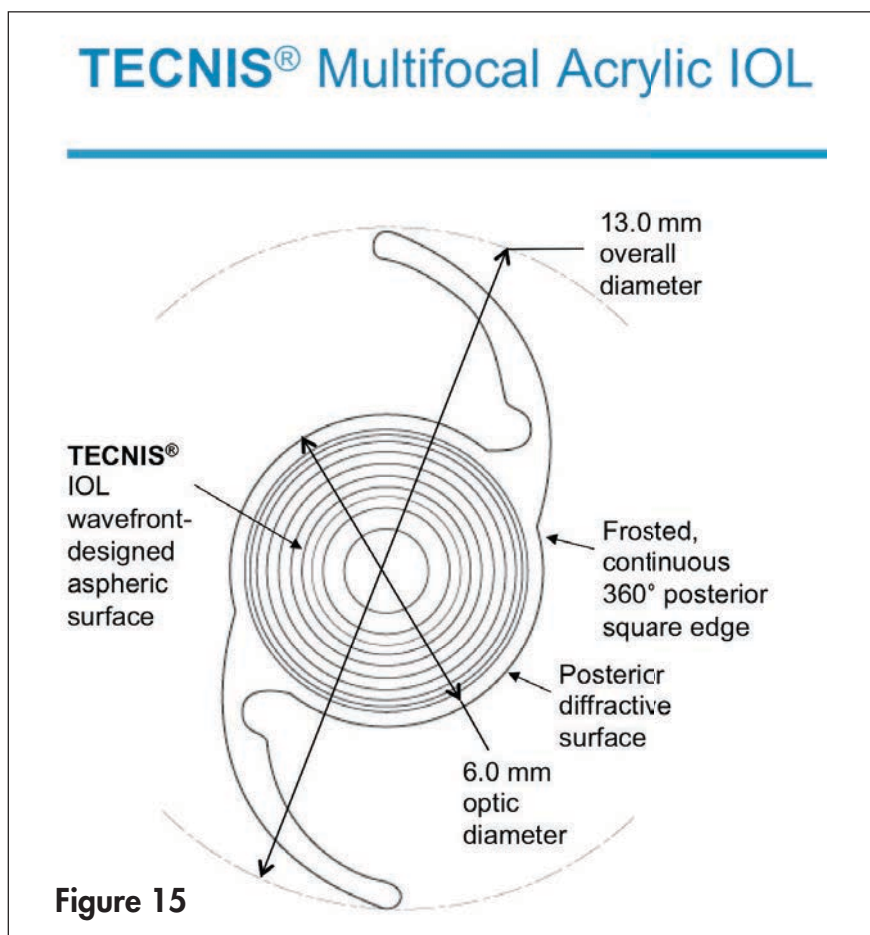 TECNIS® Multifocal Acrylic IOL
13.0 mm
overall
diameter
TECNIS®
IOL
wavefront-
designed
aspheric
surface
Frosted,
continuous
360° posterior
square edge
Posterior
diffractive
surface
6.0 mm
optic
diameter
Figure 15